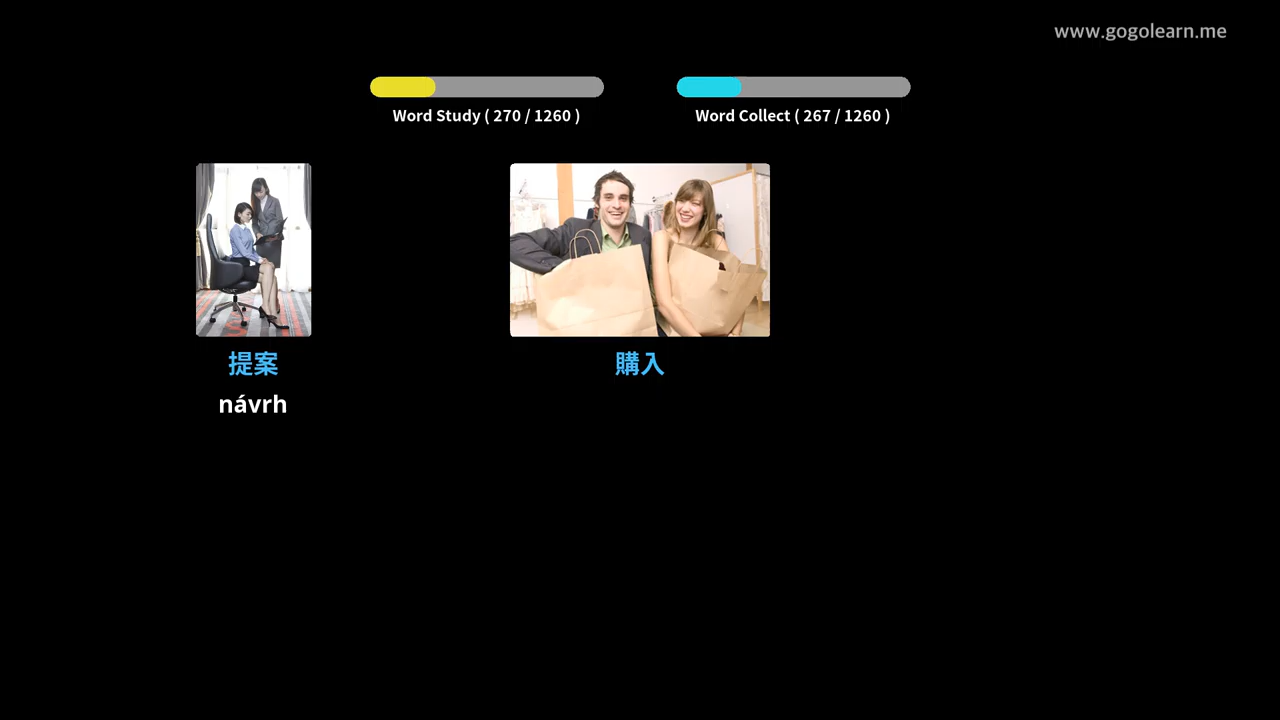 www.gogolearn.me
Word Study ( 270 / 1260 )
Word Collect ( 267 / 1260 )
提案
návrh
購入